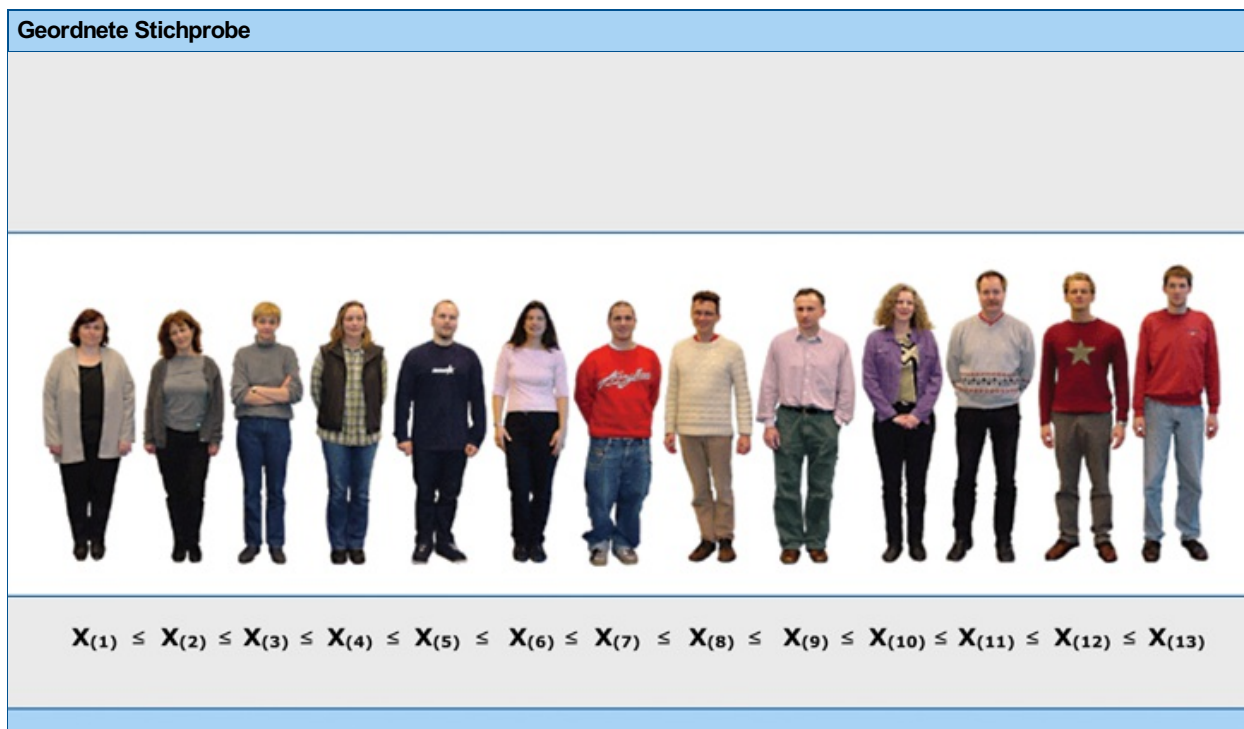 Geordnete Stichprobe
X(1) ≤ X(2) ≤ X(3) ≤ X(4) ≤ X(5) ≤ X(6) ≤ X(7) ≤ X(8) ≤ X(9) ≤ X(10) ≤ X(11) ≤ X(12) ≤ X(13)